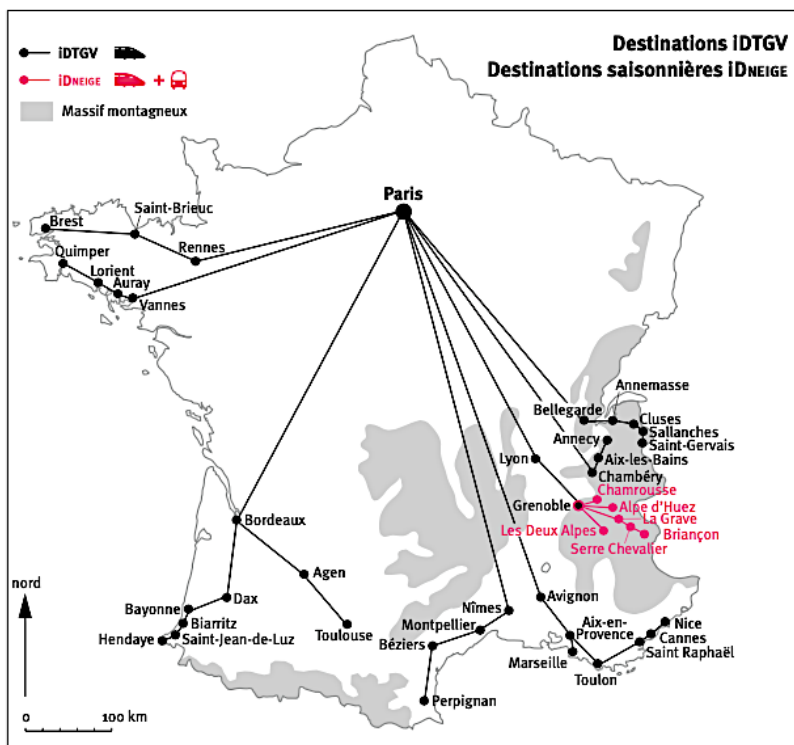 Destinations iDTGV
Destinations saisonnières iDNEIGE
iDTGV
iDNEIGE +
Massif montagneux
Paris
Saint-Brieuc
Brest
Rennes
Quimper
Lorient
Auray
Vannes
Annemasse
Bellegarde
Cluses
Sallanches
Annecy
Saint-Gervais
Lyon
Aix-les-Bains
Chambéry
Chamrousse
Grenoble
Alpe d'Huez
La Grave
Les Deux Alpes
Briançon
Serre Chevalier
Bordeaux
Agen
nord
Dax
Avignon
Bayonne
Nîmes
Biarritz
Montpellier
Aix-en-
Provence
Nice
Hendaye
Saint-Jean-de-Luz
Toulouse
Cannes
Béziers
Saint Raphaël
Marseille
Toulon
Perpignan
0 100 km